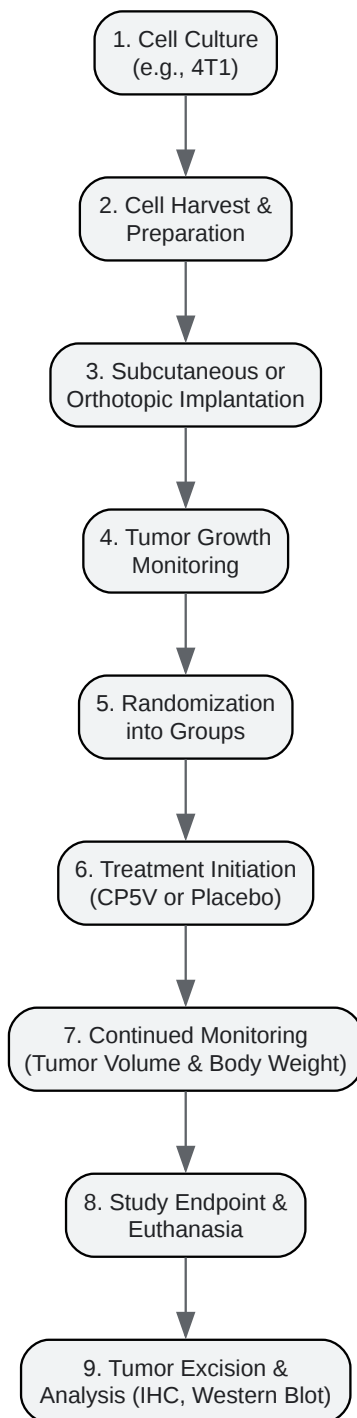 1. Cell Culture
(e.g., 4T1)
2. Cell Harvest &
Preparation
3. Subcutaneous or
Orthotopic Implantation
4. Tumor Growth
Monitoring
5. Randomization
into Groups
6. Treatment Initiation
(CP5V or Placebo)
7. Continued Monitoring
(Tumor Volume & Body Weight)
8. Study Endpoint &
Euthanasia
9. Tumor Excision &
Analysis (IHC, Western Blot)